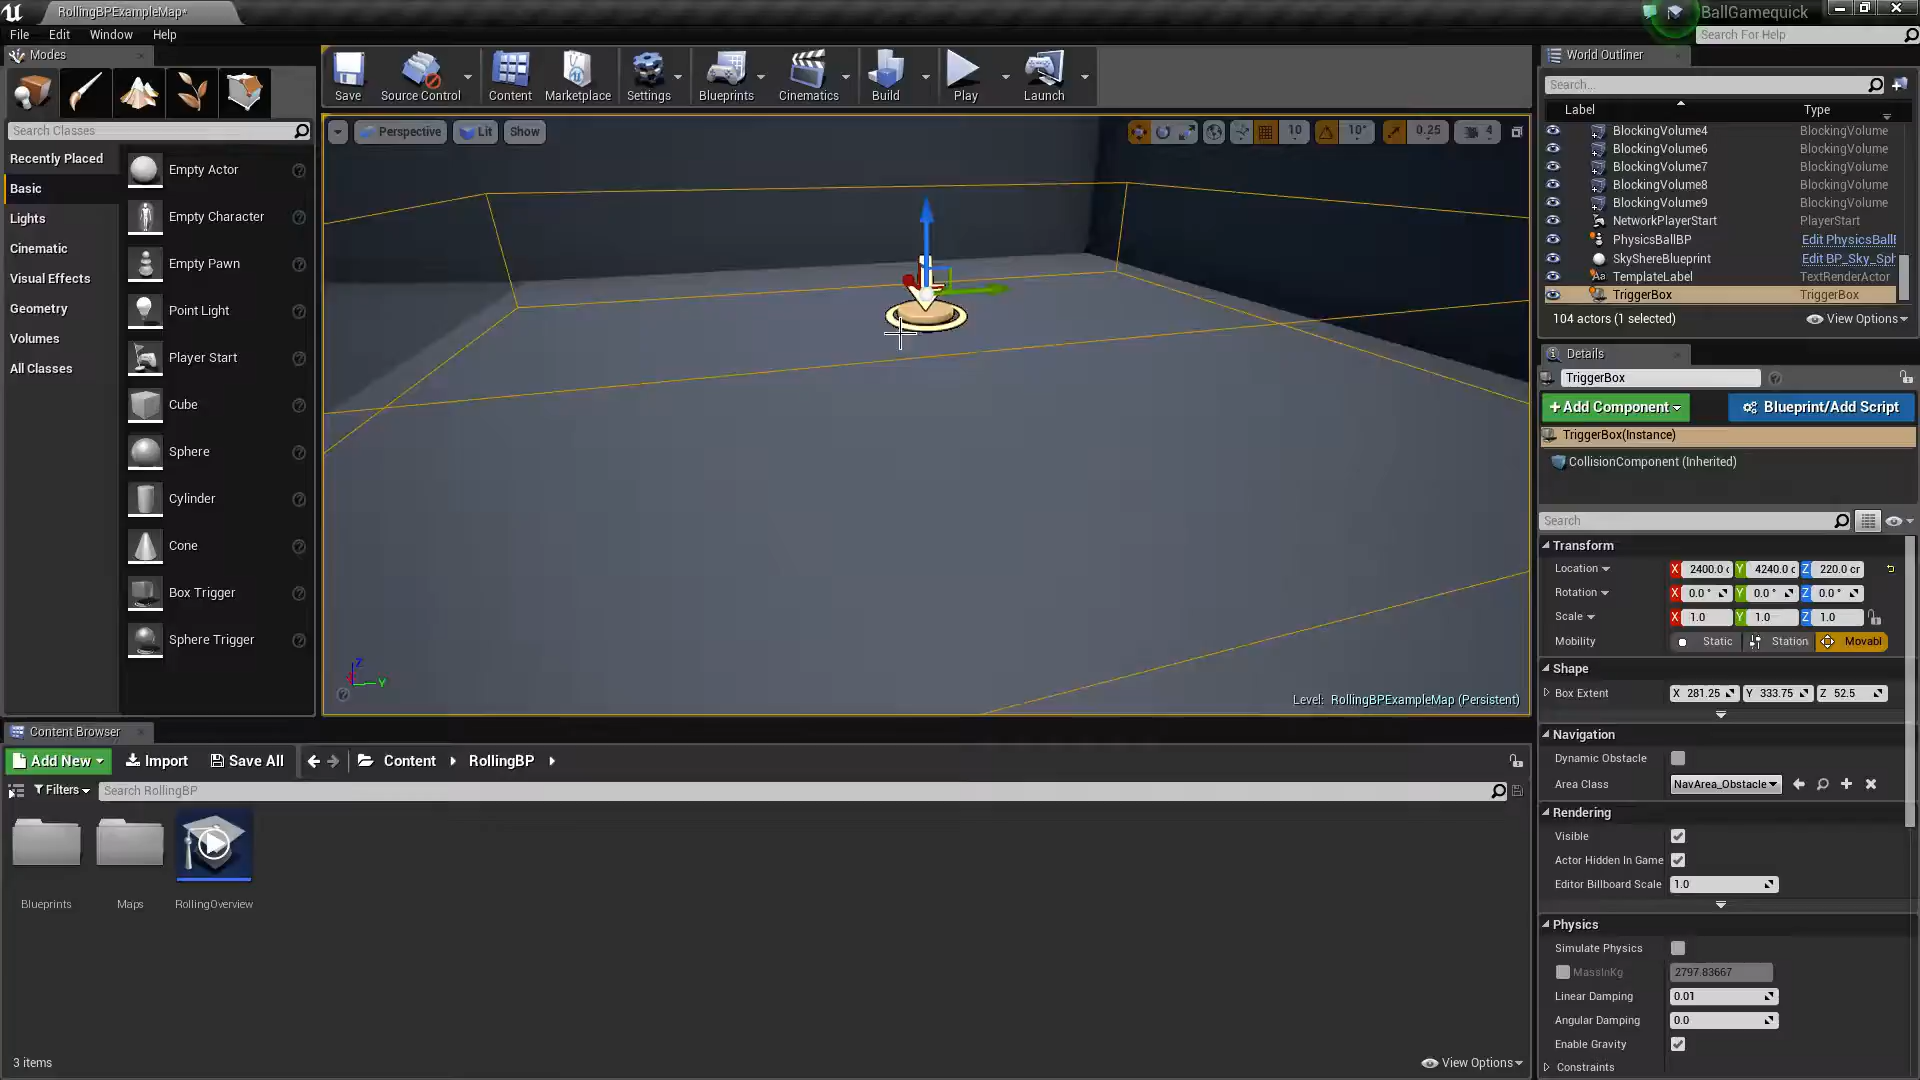 RollingBPExampleMap*
BallGamequick
File Edit Window Help
Search For Help
Modes
Search Classes
Recently Placed
Basic
Lights
Cinematic
Visual Effects
Geometry
Volumes
All Classes
Empty Actor
Empty Character
Empty Pawn
Point Light
Player Start
Cube
Sphere
Cylinder
Cone
Box Trigger
Sphere Trigger
Save Source Control Content Marketplace Settings Blueprints Cinematics Build Play Launch
Perspective Lit Show
10 10° 0.25 4
Z
Y
Level: RollingBPExampleMap (Persistent)
World Outliner
Search...
Label Type
BlockingVolume4 BlockingVolume
BlockingVolume6 BlockingVolume
BlockingVolume7 BlockingVolume
BlockingVolume8 BlockingVolume
BlockingVolume9 BlockingVolume
NetworkPlayerStart PlayerStart
PhysicsBallBP Edit PhysicsBallB
SkyShereBlueprint Edit BP_Sky_Sph
TemplateLabel TextRenderActor
TriggerBox TriggerBox
104 actors (1 selected) View Options
Details
TriggerBox
+Add Component Blueprint/Add Script
TriggerBox(Instance)
CollisionComponent (Inherited)
Search
Transform
Location X 2400.0 c Y 4240.0 c Z 220.0 cr
Rotation X 0.0 ° Y 0.0 ° Z 0.0 °
Scale X 1.0 Y 1.0 Z 1.0
Mobility Static Station Movabl
Shape
Box Extent X 281.25 Y 333.75 Z 52.5
Navigation
Dynamic Obstacle
Area Class NavArea_Obstacle
Rendering
Visible
Actor Hidden In Game
Editor Billboard Scale 1.0
Physics
Simulate Physics
MassInKg 2797.83667
Linear Damping 0.01
Angular Damping 0.0
Enable Gravity
Constraints
Content Browser
Add New Import Save All Content RollingBP
Filters Search RollingBP
Blueprints Maps RollingOverview
3 items View Options